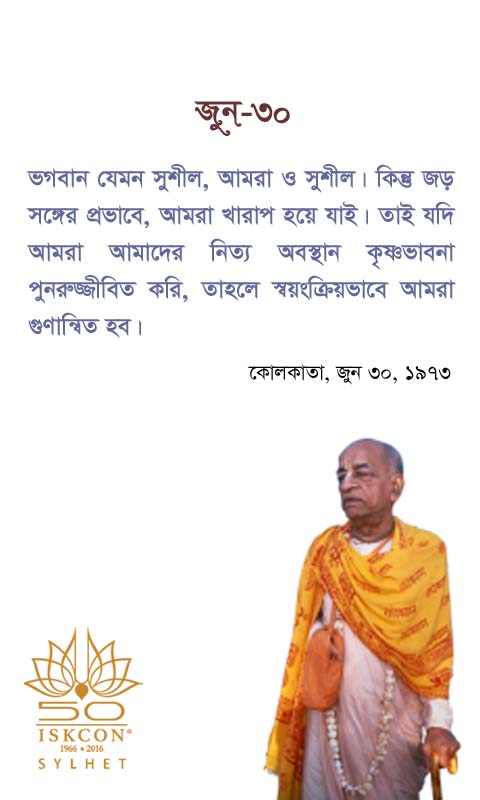 জুন-৩০
ভগবান যেমন সুশীল, আমরা ও সুশীল। কিন্তু জড়
সঙ্গের প্রভাবে, আমরা খারাপ হয়ে যাই। তাই যদি
আমরা আমাদের নিত্য অবস্থান কৃষ্ণভাবনা
পুনরুজ্জীবিত করি, তাহলে স্বয়ংক্রিয়ভাবে আমরা
গুণান্বিত হব।
কোলকাতা, জুন ৩০, ১৯৭৩
50
ISKCON®
1966 • 2016
SYLHET